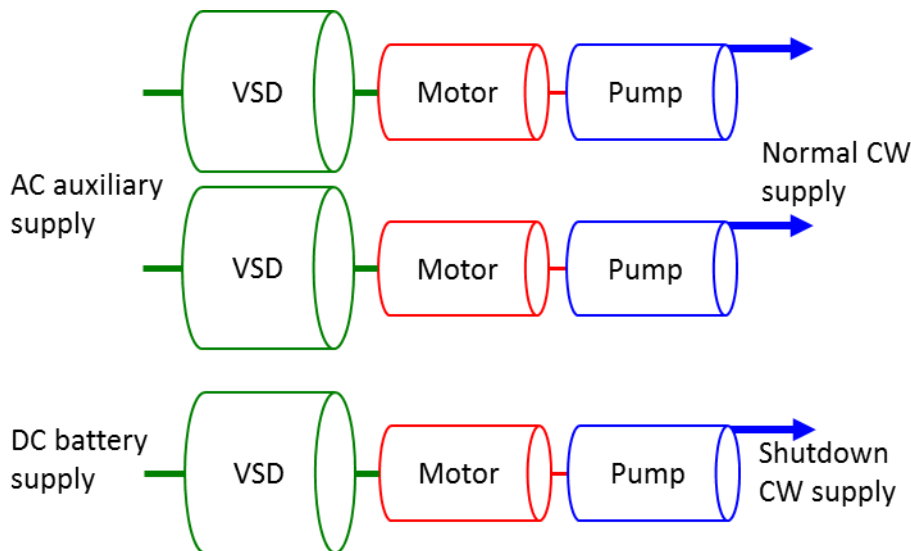 VSD
Motor
Pump
Normal CW
supply
AC auxiliary
supply
VSD
Motor
Pump
DC battery
supply
VSD
Motor
Pump
Shutdown
CW supply